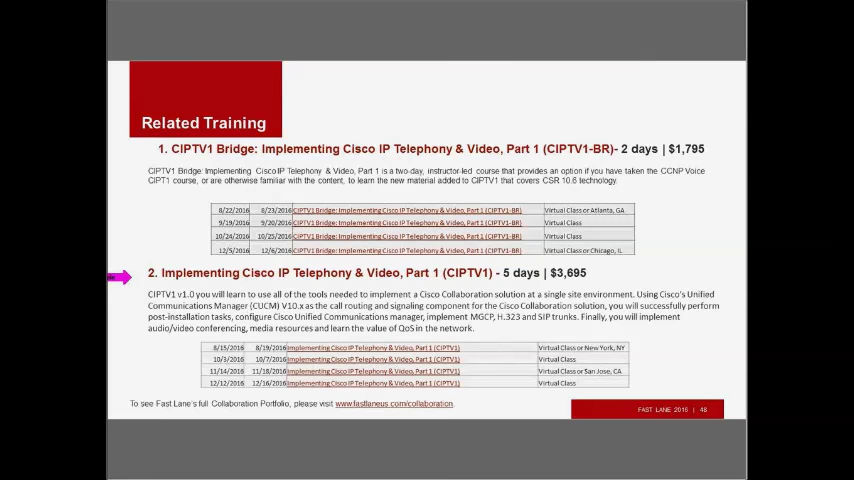 Related Training
1. CIPTV1 Bridge: Implementing Cisco IP Telephony & Video, Part 1 (CIPTV1-BR)- 2 days | $1,795
CIPTV1 Bridge: Implementing Cisco IP Telephony & Video, Part 1 is a two-day, instructor-led course that provides an option if you have taken the CCNP Voice
CIPT1 course, or are otherwise familiar with the content, to learn the new material added to CIPTV1 that covers CSR 10.6 technology.
8/22/2016 8/23/2016 CIPTV1 Bridge: Implementing Cisco IP Telephony & Video, Part 1 (CIPTV1-BR) Virtual Class or Atlanta, GA
9/19/2016 9/20/2016 CIPTV1 Bridge: Implementing Cisco IP Telephony & Video, Part 1 (CIPTV1-BR) Virtual Class
10/24/2016 10/25/2016 CIPTV1 Bridge: Implementing Cisco IP Telephony & Video, Part 1 (CIPTV1-BR) Virtual Class
12/5/2016 12/6/2016 CIPTV1 Bridge: Implementing Cisco IP Telephony & Video, Part 1 (CIPTV1-BR) Virtual Class or Chicago, IL
2. Implementing Cisco IP Telephony & Video, Part 1 (CIPTV1) - 5 days | $3,695
CIPTV1 v1.0 you will learn to use all of the tools needed to implement a Cisco Collaboration solution at a single site environment. Using Cisco's Unified
Communications Manager (CUCM) V10.x as the call routing and signaling component for the Cisco Collaboration solution, you will successfully perform
post-installation tasks, configure Cisco Unified Communications manager, implement MGCP, H.323 and SIP trunks. Finally, you will implement
audio/video conferencing, media resources and learn the value of QoS in the network.
8/15/2016 8/19/2016 Implementing Cisco IP Telephony & Video, Part 1 (CIPTV1) Virtual Class or New York, NY
10/3/2016 10/7/2016 Implementing Cisco IP Telephony & Video, Part 1 (CIPTV1) Virtual Class
11/14/2016 11/18/2016 Implementing Cisco IP Telephony & Video, Part 1 (CIPTV1) Virtual Class or San Jose, CA
12/12/2016 12/16/2016 Implementing Cisco IP Telephony & Video, Part 1 (CIPTV1) Virtual Class
To see Fast Lane's full Collaboration Portfolio, please visit www.fastlaneus.com/collaboration.
FAST LANE 2016 | 48